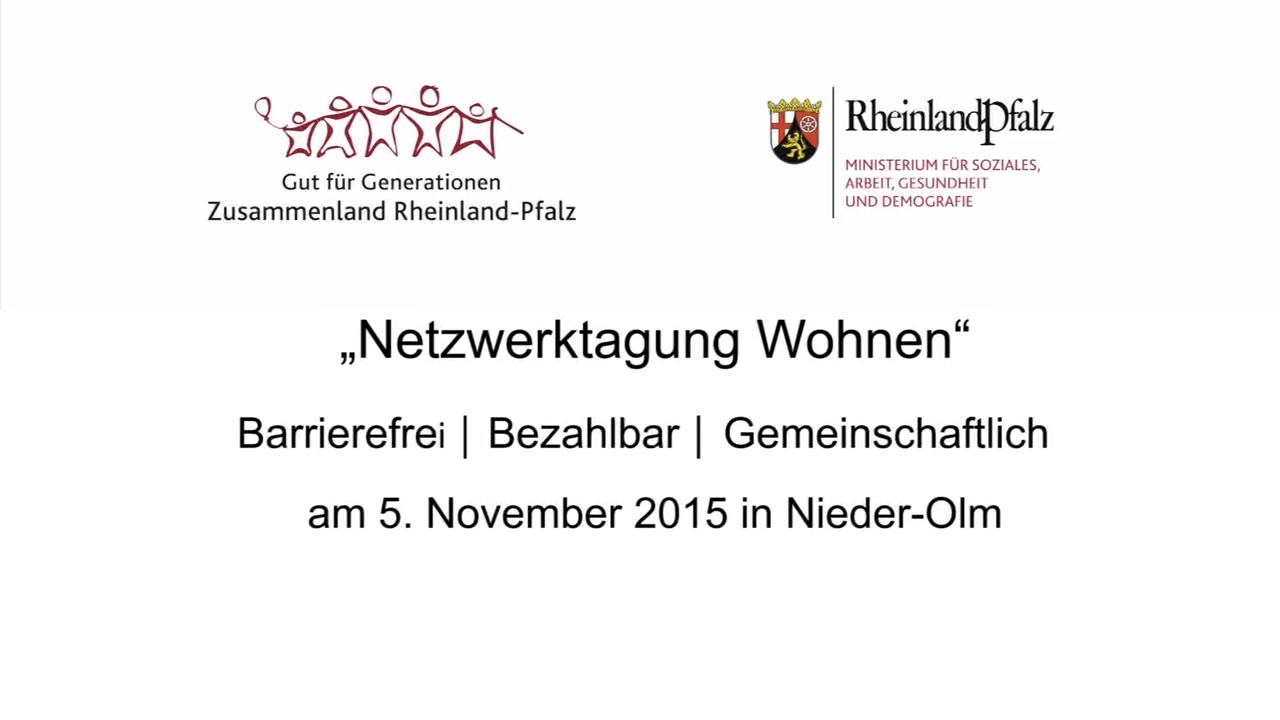 Gut für Generationen
Zusammenland Rheinland-Pfalz
RheinlandPfalz
MINISTERIUM FÜR SOZIALES,
ARBEIT, GESUNDHEIT
UND DEMOGRAFIE
„Netzwerktagung Wohnen“
Barrierefrei | Bezahlbar | Gemeinschaftlich
am 5. November 2015 in Nieder-Olm